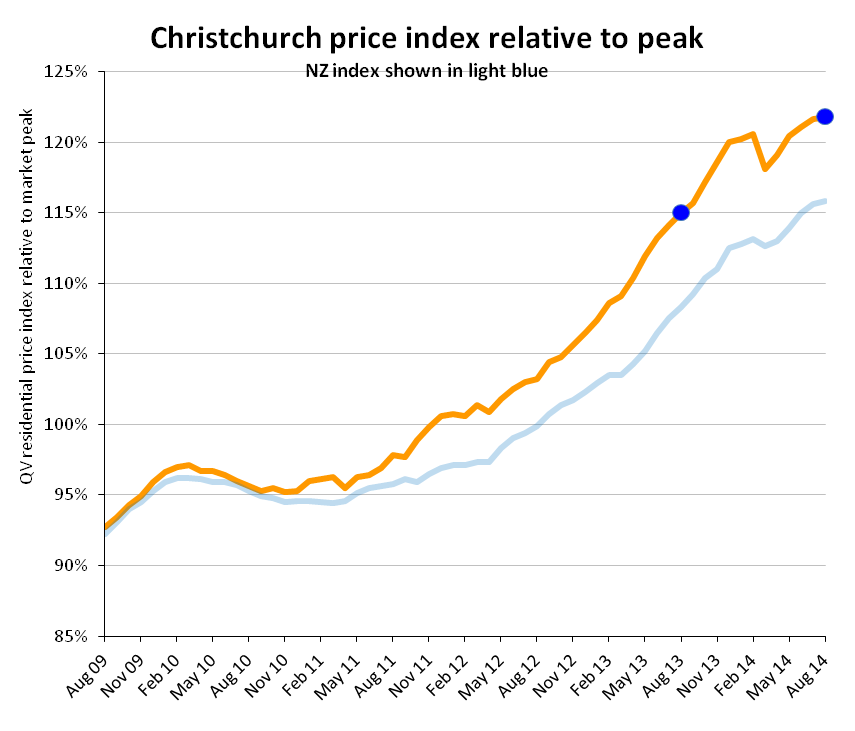 Christchurch price index relative to peak
NZ index shown in light blue
QV residential price index relative to market peak
125%
120%
115%
110%
105%
100%
95%
90%
85%
Aug 09
Nov 09
Feb 10
May 10
Aug 10
Nov 10
Feb 11
May 11
Aug 11
Nov 11
Feb 12
May 12
Aug 12
Nov 12
Feb 13
May 13
Aug 13
Nov 13
Feb 14
May 14
Aug 14